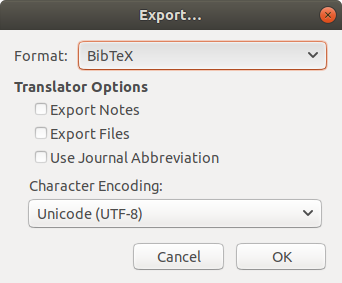 Export...
Format: BibTeX
Translator Options
Export Notes
Export Files
Use Journal Abbreviation
Character Encoding:
Unicode (UTF-8)
Cancel OK